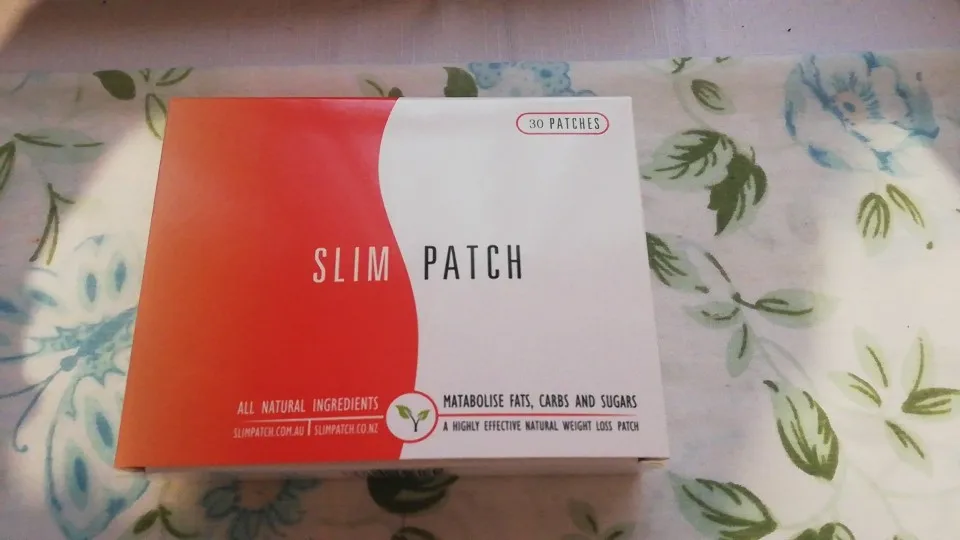 30 PATCHES
SLIM PATCH
ALL NATURAL INGREDIENTS
SLIMPATCH.COM.AU | SLIMPATCH.CO.NZ
MATABOLISE FATS, CARBS AND SUGARS
A HIGHLY EFFECTIVE NATURAL WEIGHT LOSS PATCH